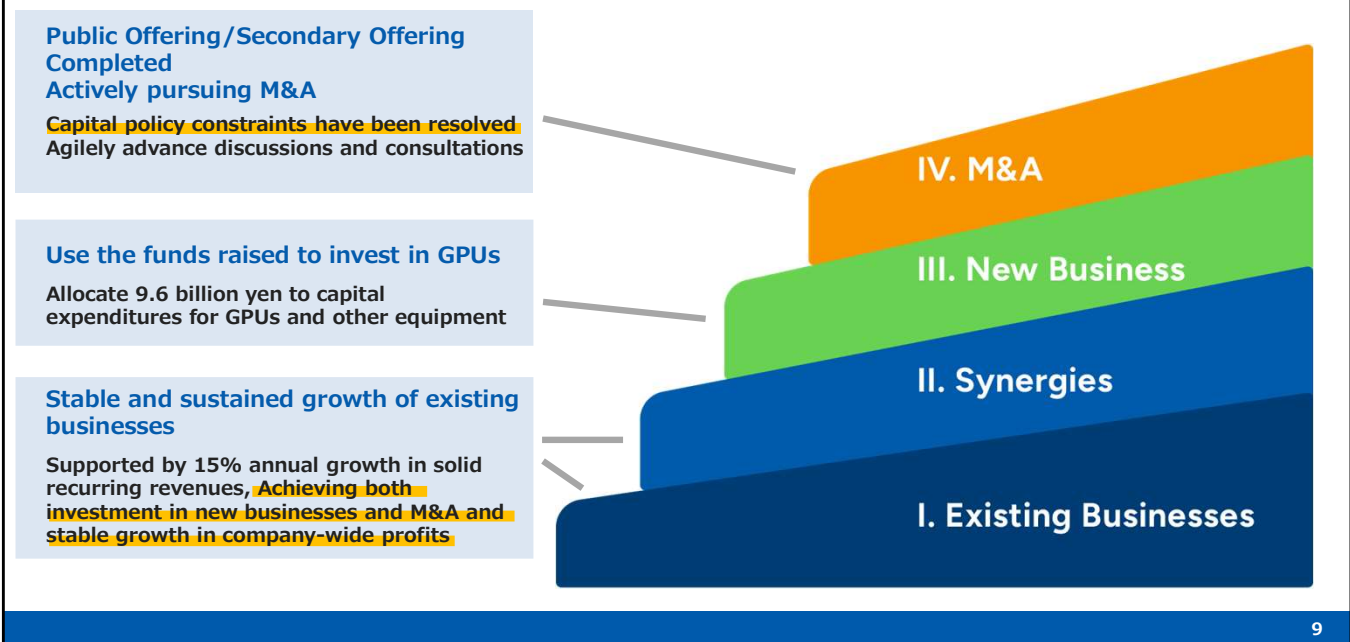 Public Offering/Secondary Offering
Completed
Actively pursuing M&A
Capital policy constraints have been resolved
Agilely advance discussions and consultations
Use the funds raised to invest in GPUs
Allocate 9.6 billion yen to capital
expenditures for GPUs and other equipment
Stable and sustained growth of existing
businesses
Supported by 15% annual growth in solid
recurring revenues, Achieving both
investment in new businesses and M&A and
stable growth in company-wide profits
IV. M&A
III. New Business
II. Synergies
I. Existing Businesses
9